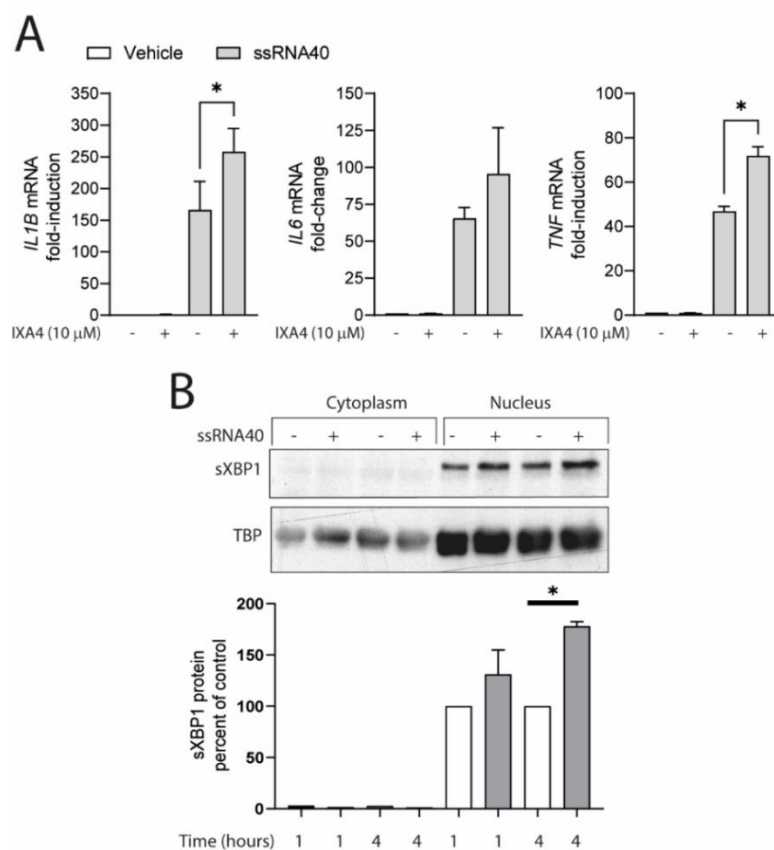 A
Vehicle ssRNA40
350
300
250
200
150
100
50
0
IL1B mRNA
fold-induction
*
IXA4 (10 μM) - + - +
150
125
100
75
50
25
0
IL6 mRNA
fold-change
IXA4 (10 μM) - + - +
100
80
60
40
20
0
TNF mRNA
fold-induction
*
IXA4 (10 μM) - + - +
B
Cytoplasm Nucleus
ssRNA40 - + - + - + - +
sXBP1
TBP
200
150
100
50
0
sXBP1 protein
percent of control
*
Time (hours) 1 1 4 4 1 1 4 4